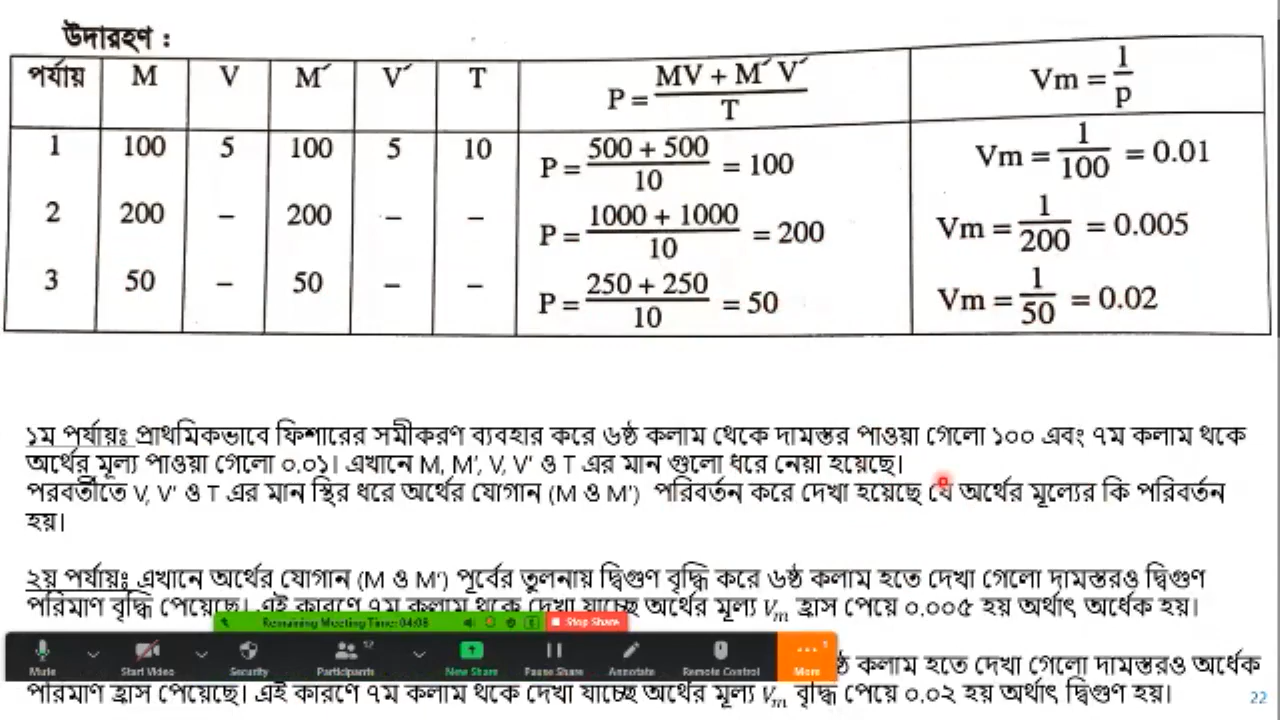 উদাহরণ :
পর্যায় M V M´ V´ T P = MV + M´ V´ / T Vm = 1/p
1 100 5 100 5 10 P = 500 + 500 / 10 = 100 Vm = 1/100 = 0.01
2 200 – 200 – – P = 1000 + 1000 / 10 = 200 Vm = 1/200 = 0.005
3 50 – 50 – – P = 250 + 250 / 10 = 50 Vm = 1/50 = 0.02
১ম পর্যায়ঃ প্রাথমিকভাবে ফিশারের সমীকরণ ব্যবহার করে ৬ষ্ঠ কলাম থেকে দামস্তর পাওয়া গেলো ১০০ এবং ৭ম কলাম থকে
অর্থের মূল্য পাওয়া গেলো ০.০১। এখানে M, M′, V, V′ ও T এর মান গুলো ধরে নেয়া হয়েছে।
পরবর্তীতে V, V′ ও T এর মান স্থির ধরে অর্থের যোগান (M ও M′) পরিবর্তন করে দেখা হয়েছে যে অর্থের মূল্যের কি পরিবর্তন
হয়।
২য় পর্যায়ঃ এখানে অর্থের যোগান (M ও M′) পূর্বের তুলনায় দ্বিগুণ বৃদ্ধি করে ৬ষ্ঠ কলাম হতে দেখা গেলো দামস্তরও দ্বিগুণ
পরিমাণ বৃদ্ধি পেয়েছে। এই কারণে ৭ম কলাম থকে দেখা যাচ্ছে অর্থের মূল্য Vm হ্রাস পেয়ে ০.০০৫ হয় অর্থাৎ অর্ধেক হয়।
Remaining Meeting Time: 04:08 Stop Share
Mute Start Video Security Participants 12 New Share Pause Share Annotate Remote Control More
কলাম হতে দেখা গেলো দামস্তরও অর্ধেক
পরিমাণ হ্রাস পেয়েছে। এই কারণে ৭ম কলাম থকে দেখা যাচ্ছে অর্থের মূল্য Vm বৃদ্ধি পেয়ে ০.০২ হয় অর্থাৎ দ্বিগুণ হয়।
22